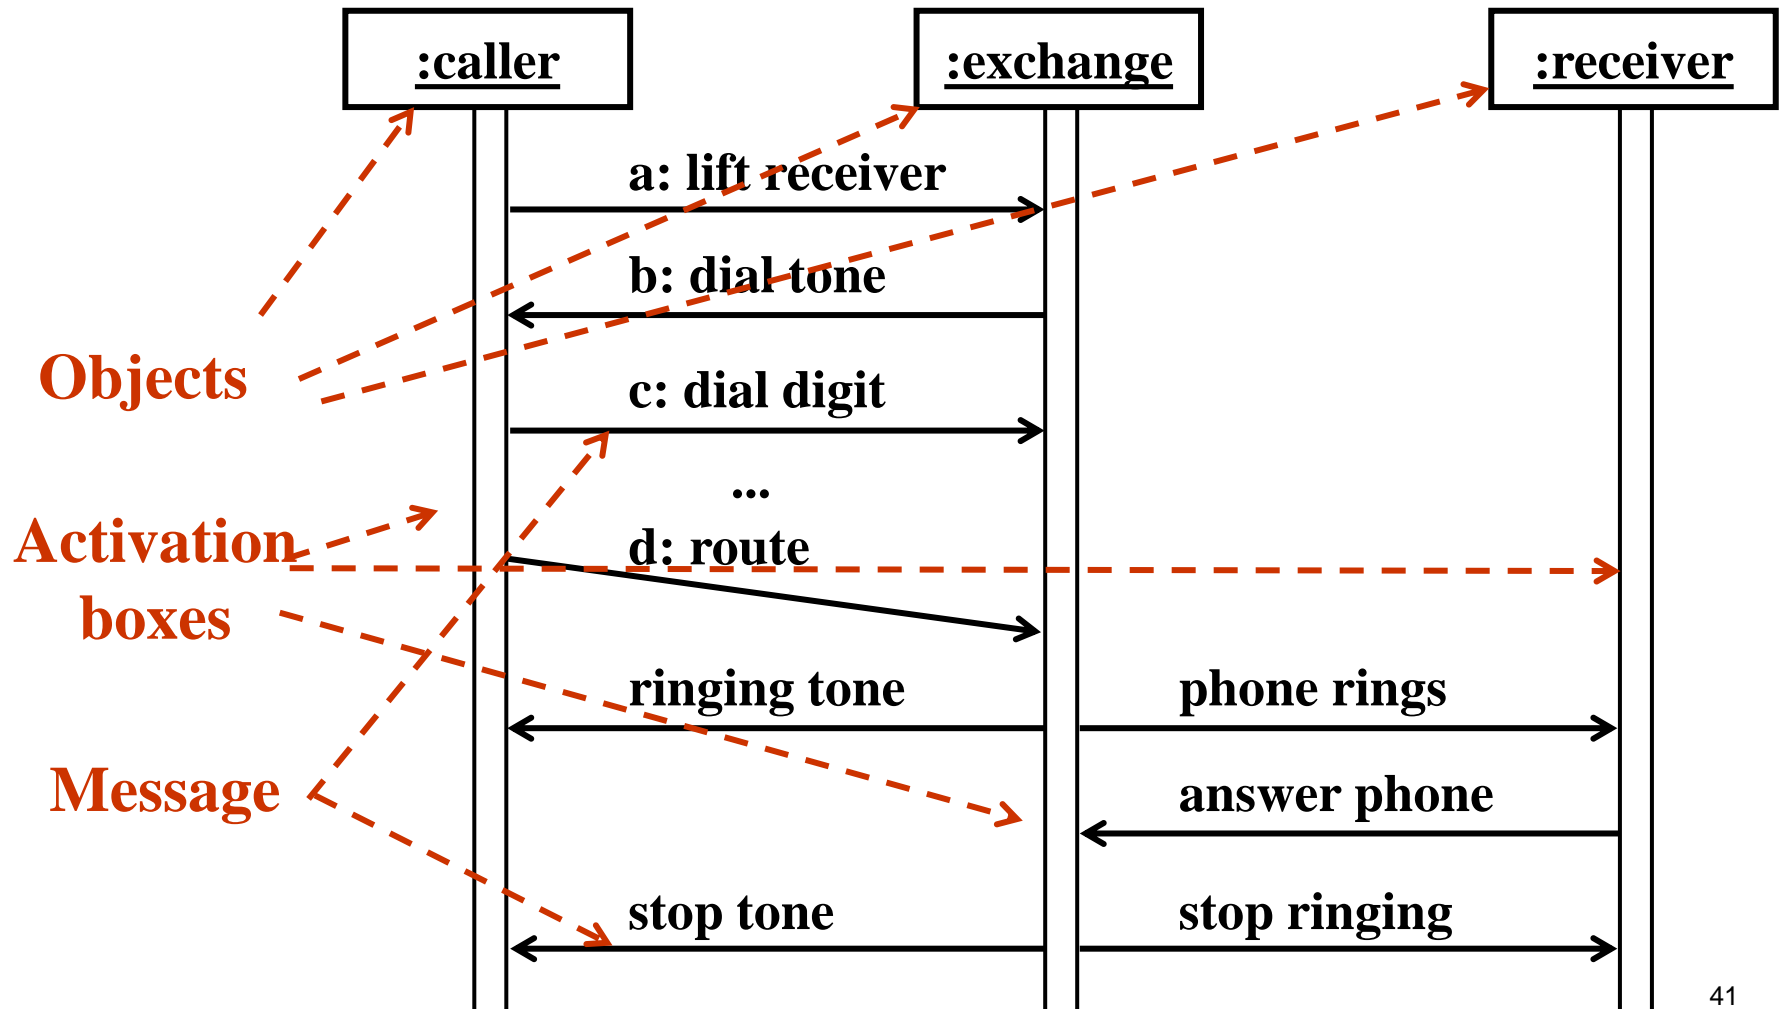 :caller
:exchange
:receiver
a: lift receiver
b: dial tone
Objects
c: dial digit
...
Activation
boxes
d: route
ringing tone
phone rings
Message
answer phone
stop tone
stop ringing
41